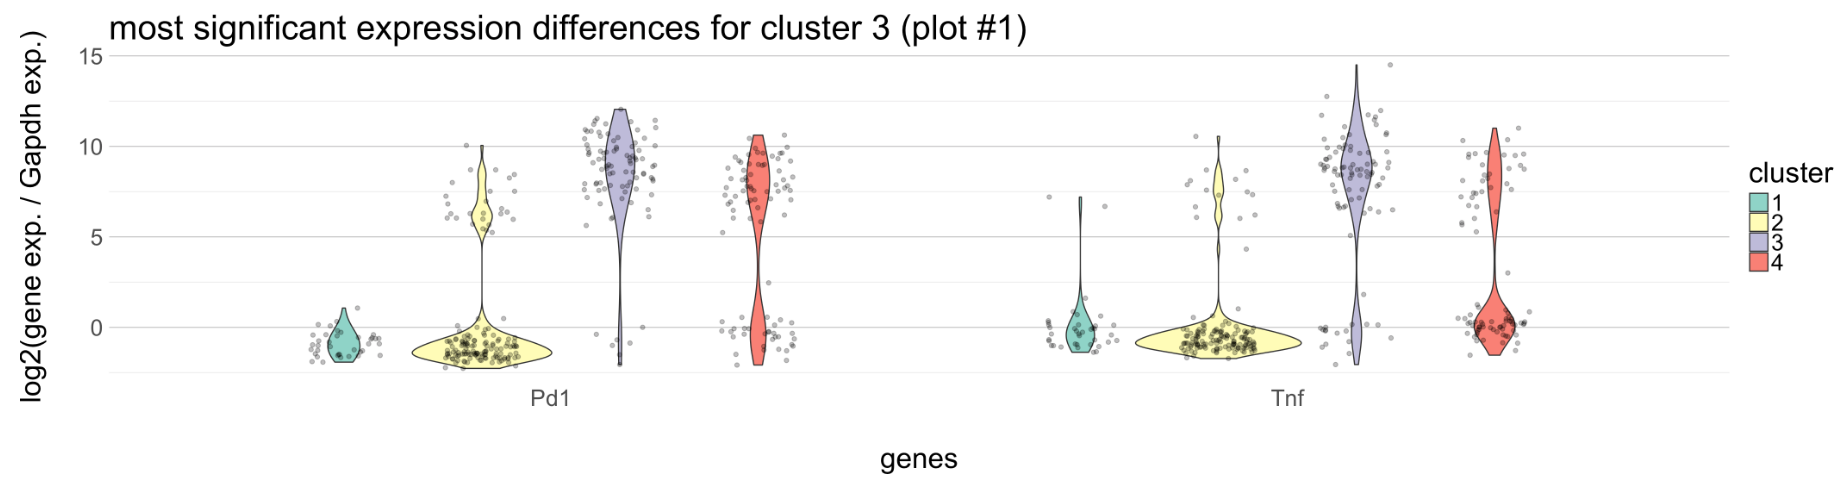 most significant expression differences for cluster 3 (plot #1)
log2(gene exp. / Gapdh exp.)
15
10
5
0
Pd1
Tnf
genes
cluster
1
2
3
4